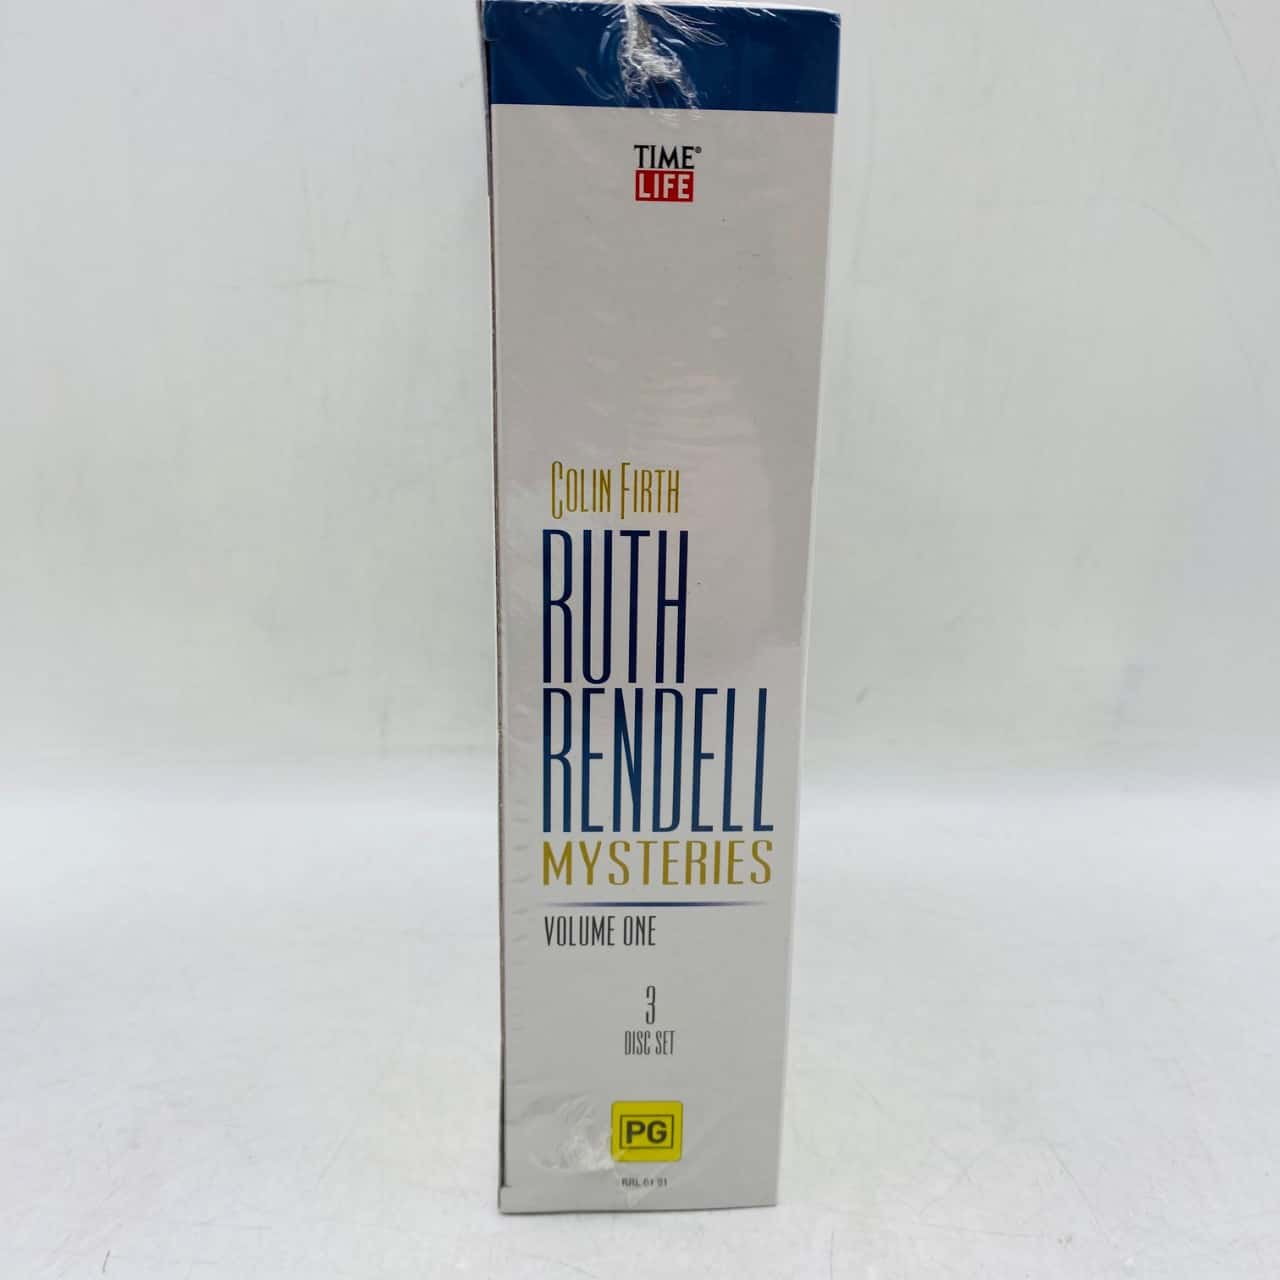 TIME®
LIFE
COLIN FIRTH
RUTH
RENDELL
MYSTERIES
VOLUME ONE
3
DISC SET
PG